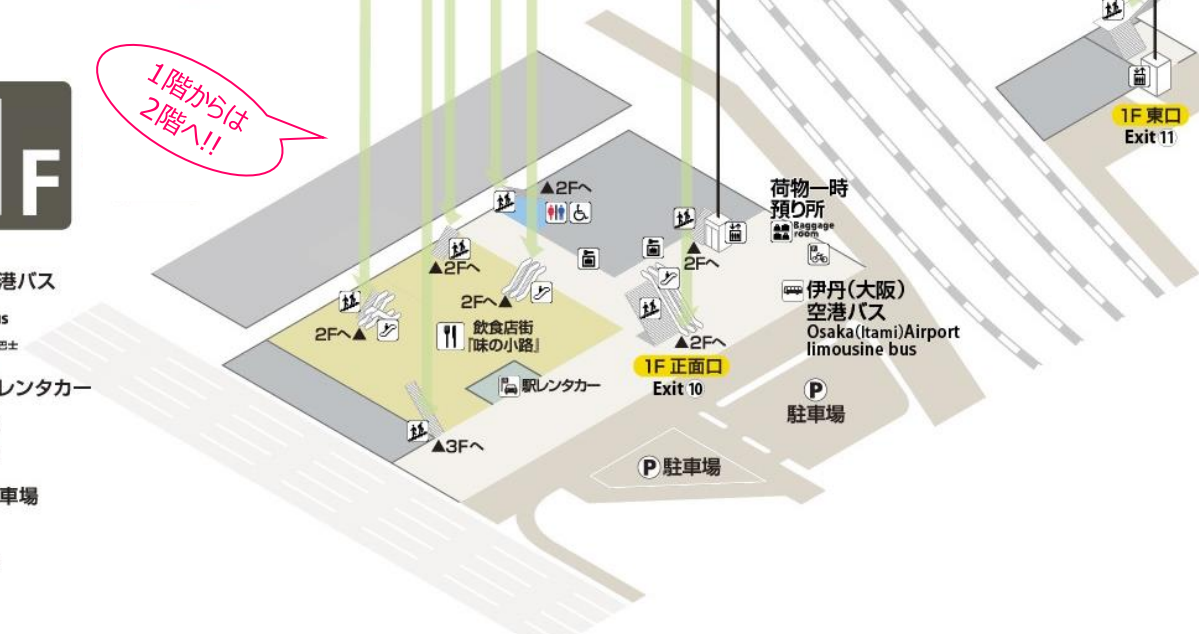 1F 東口
Exit 11
1階からは
2階へ!!
F
▲2Fへ
荷物一時
預り所
Baggage
room
▲2Fへ
2Fへ▲
▲
2Fへ
港バス
us
巴士
伊丹(大阪)
空港バス
Osaka(Itami)Airport
limousine bus
2Fへ▲
飲食店街
『味の小路』
▲2Fへ
1F 正面口
Exit 10
レンタカー
駅レンタカー
P
駐車場
▲3Fへ
P 駐車場
車場